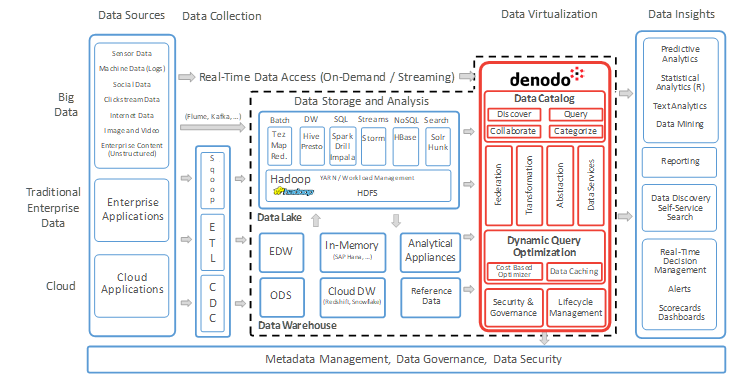 Data Sources
Data Collection
Data Virtualization
Data Insights
Big
Data
Traditional
Enterprise
Data
Cloud
Sensor Data
Machine Data (Logs)
Social Data
Clickstream Data
Internet Data
Image and Video
Enterprise Content
(Unstructured)
Enterprise
Applications
Cloud
Applications
Real-Time Data Access (On-Demand / Streaming)
(Flume, Kafka, ...)
Sqoop
ETL
CDC
Data Storage and Analysis
Batch
DW
SQL
Streams
NoSQL
Search
Tez
Map
Red.
Hive
Presto
Spark
Drill
Impala
Storm
HBase
Solr
Hunk
Hadoop
YARN / Workload Management
hadoop
HDFS
Data Lake
EDW
In-Memory
(SAP Hana, ...)
Analytical
Appliances
ODS
Cloud DW
(Redshift, Snowflake)
Reference
Data
Data Warehouse
denodo
Data Catalog
Discover
Query
Collaborate
Categorize
Federation
Transformation
Abstraction
Data Services
Dynamic Query
Optimization
Cost Based
Optimizer
Data Caching
Security &
Governance
Lifecycle
Management
Predictive
Analytics
Statistical
Analytics (R)
Text Analytics
Data Mining
Reporting
Data Discovery
Self-Service
Search
Real-Time
Decision
Management
Alerts
Scorecards
Dashboards
Metadata Management, Data Governance, Data Security